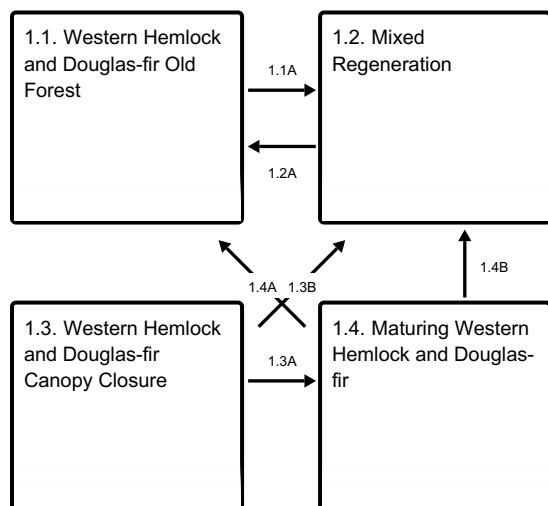 1.1. Western Hemlock
and Douglas-fir Old
Forest
1.1A
1.2. Mixed
Regeneration
1.2A
1.4A
1.3B
1.4B
1.3. Western Hemlock
and Douglas-fir
Canopy Closure
1.3A
1.4. Maturing Western
Hemlock and Douglas-
fir